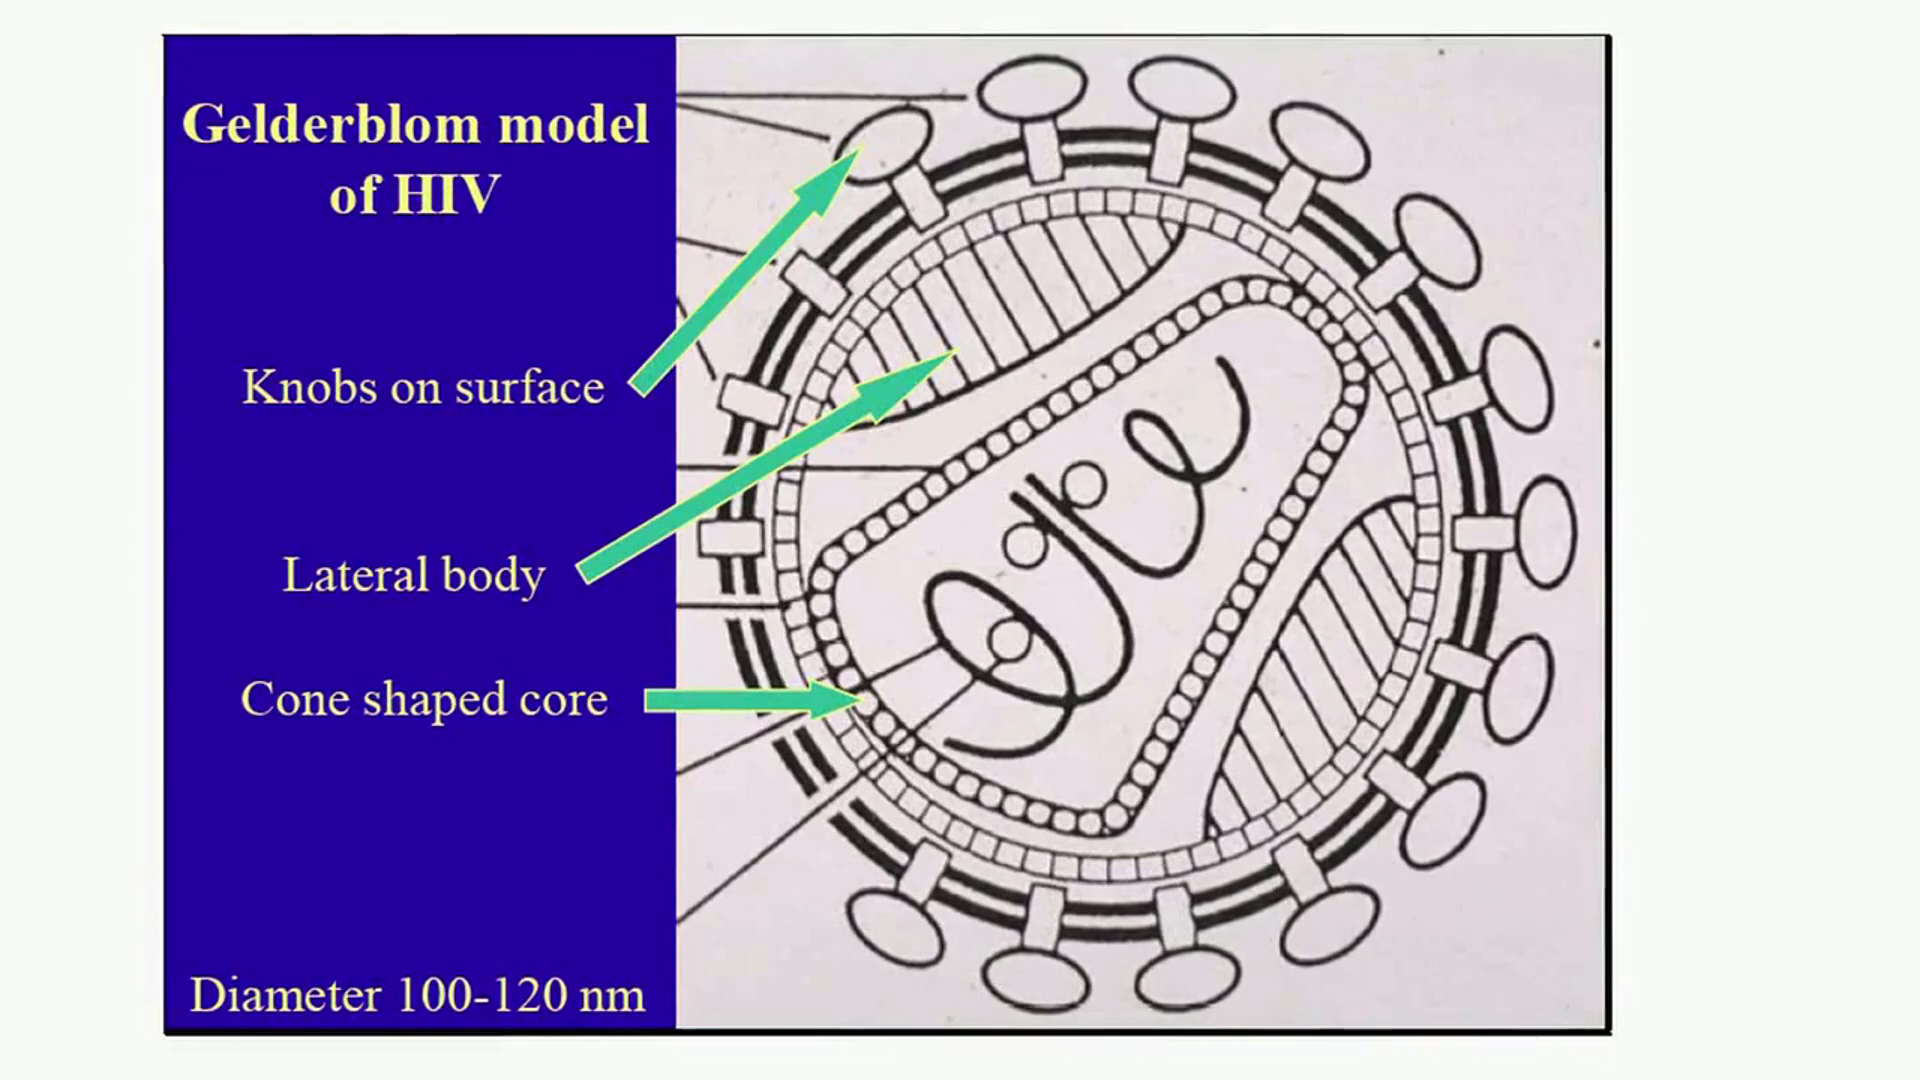 Gelderblom model
of HIV
Knobs on surface
Lateral body
Cone shaped core
Diameter 100-120 nm